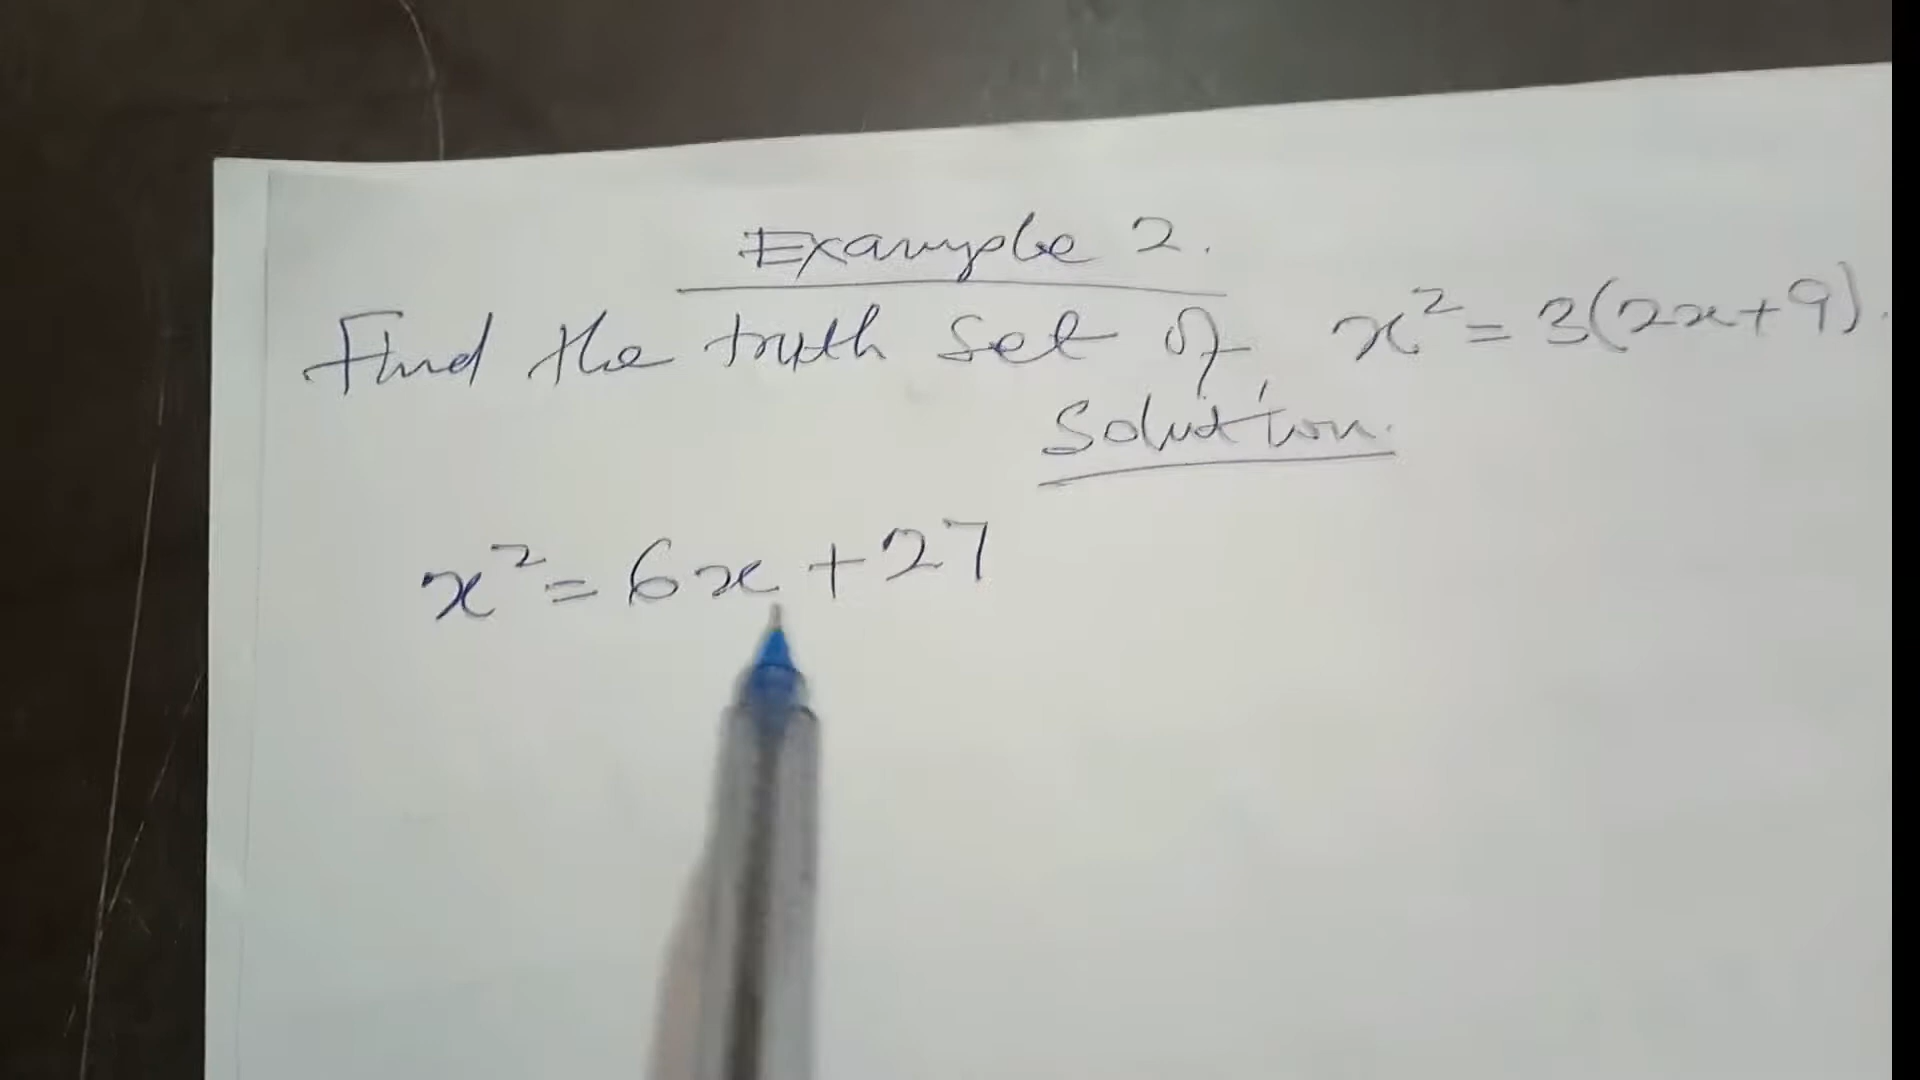 Example 2.
Find the truth set of, x² = 3(2x+9).
Solution.
x² = 6x + 27